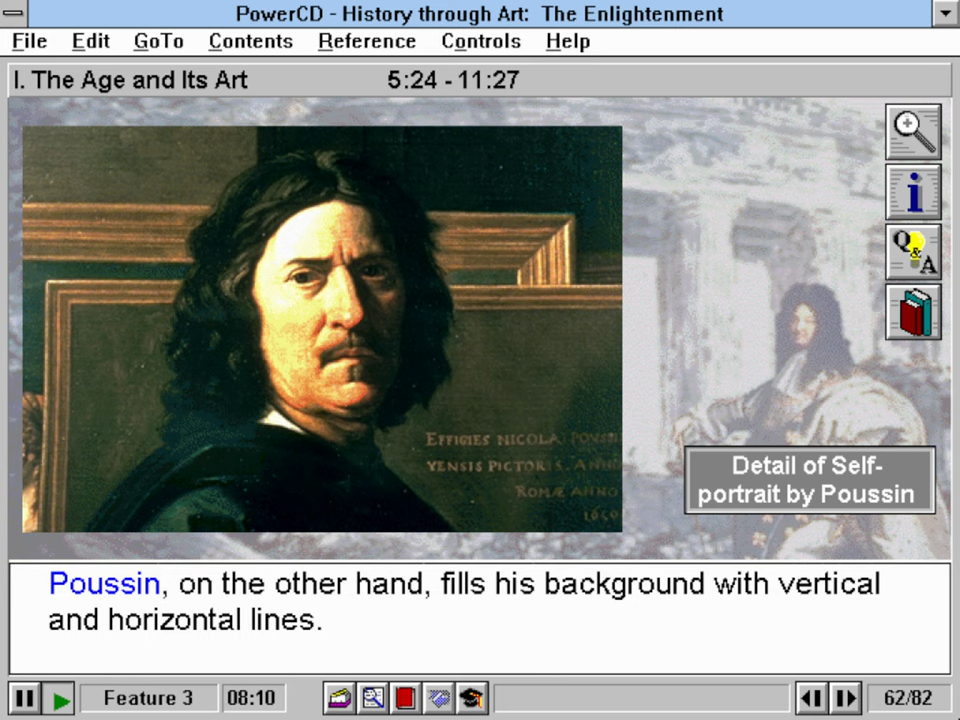 PowerCD - History through Art: The Enlightenment
File Edit GoTo Contents Reference Controls Help
I. The Age and Its Art 5:24 - 11:27
i
Q & A
EFFIGIES NICOLAI POVSSI
YENSIS PICTORIS. ANNO
ROMÆ ANNO
1650
Detail of Self-
portrait by Poussin
Poussin, on the other hand, fills his background with vertical
and horizontal lines.
Feature 3 08:10 62/82